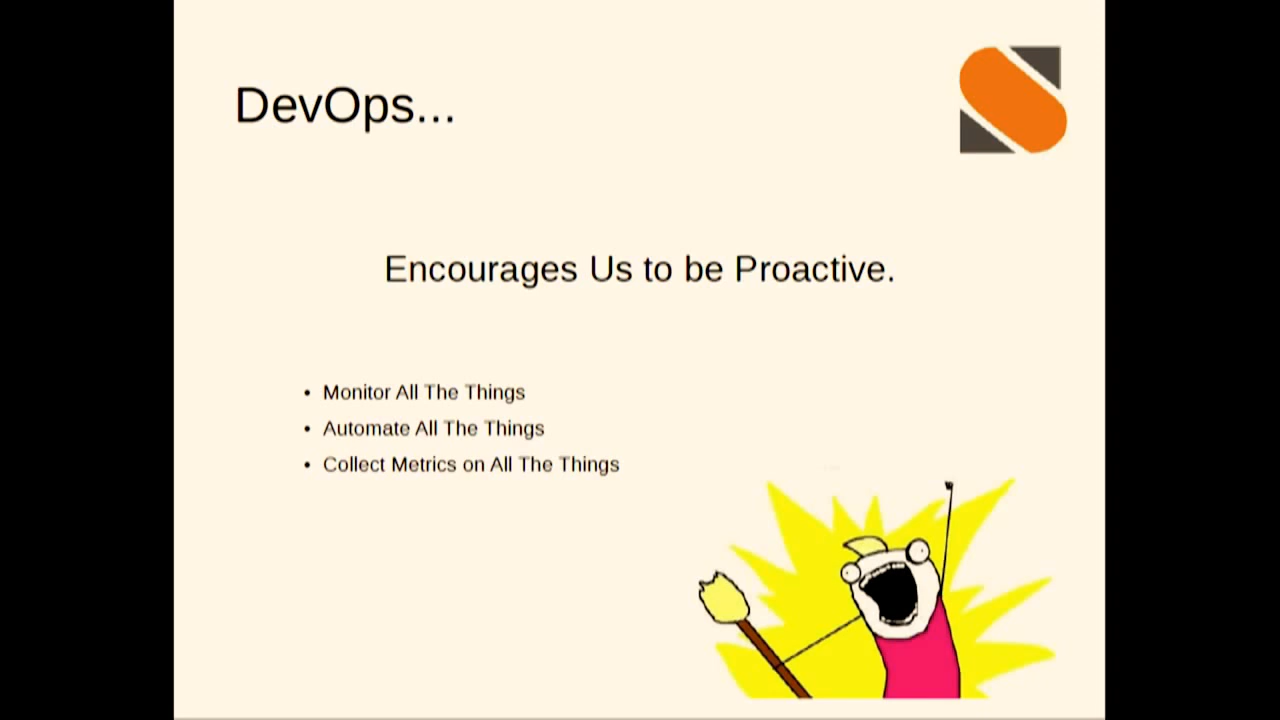 DevOps...
Encourages Us to be Proactive.
• Monitor All The Things
• Automate All The Things
• Collect Metrics on All The Things